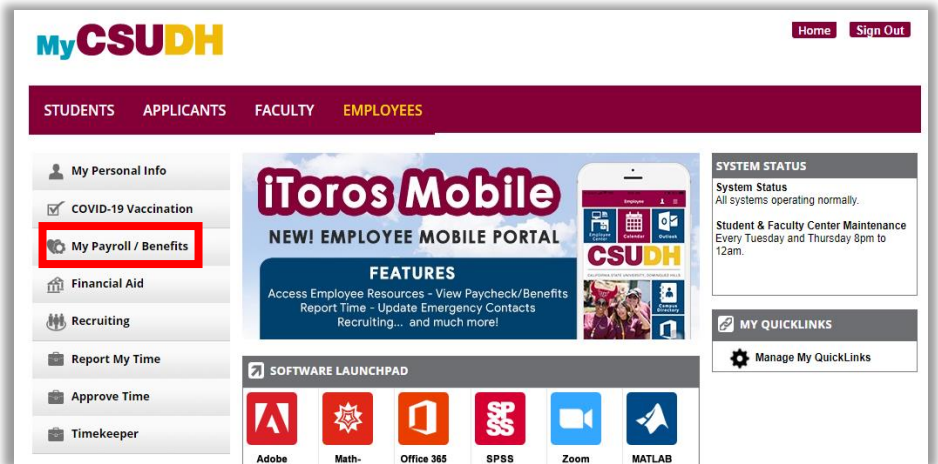 MyCSUDH
Home
Sign Out
STUDENTS APPLICANTS FACULTY EMPLOYEES
My Personal Info
COVID-19 Vaccination
My Payroll / Benefits
Financial Aid
Recruiting
Report My Time
Approve Time
Timekeeper
iToros Mobile
NEW! EMPLOYEE MOBILE PORTAL
FEATURES
Access Employee Resources - View Paycheck/Benefits
Report Time - Update Emergency Contacts
Recruiting... and much more!
Employee
Employee
Center
Calendar
Outlook
CSUDH
CALIFORNIA STATE UNIVERSITY, DOMINGUEZ HILLS
Campus
Directory
SOFTWARE LAUNCHPAD
SP
SS
Adobe
Math-
Office 365
SPSS
Zoom
MATLAB
SYSTEM STATUS
System Status
All systems operating normally.
Student & Faculty Center Maintenance
Every Tuesday and Thursday 8pm to
12am.
MY QUICKLINKS
Manage My QuickLinks